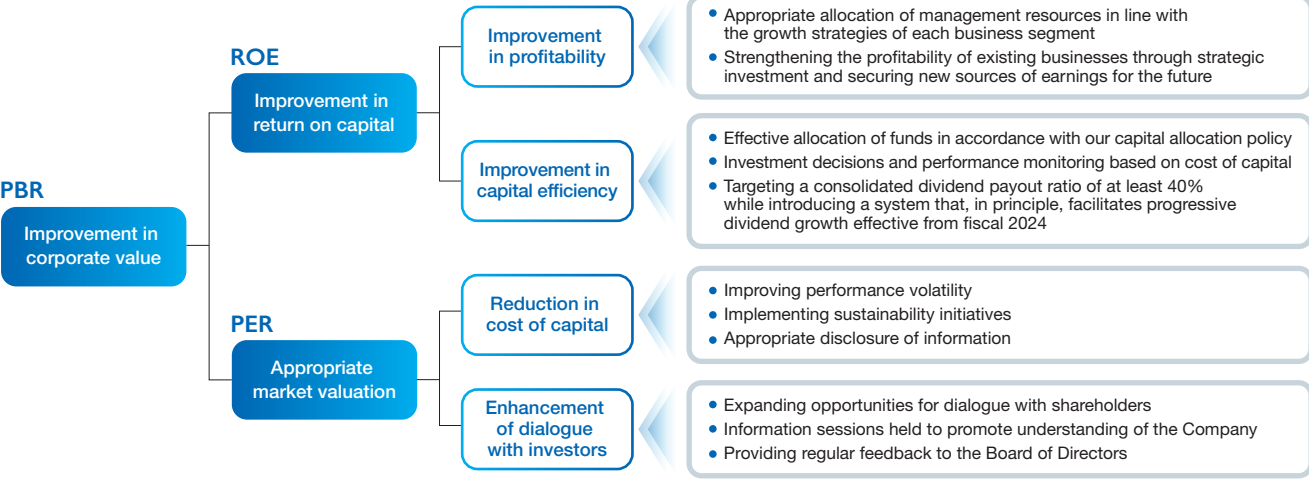 PBR
Improvement in
corporate value
ROE
Improvement in
return on capital
Improvement
in profitability
• Appropriate allocation of management resources in line with
the growth strategies of each business segment
• Strengthening the profitability of existing businesses through strategic
investment and securing new sources of earnings for the future
Improvement in
capital efficiency
• Effective allocation of funds in accordance with our capital allocation policy
• Investment decisions and performance monitoring based on cost of capital
• Targeting a consolidated dividend payout ratio of at least 40%
while introducing a system that, in principle, facilitates progressive
dividend growth effective from fiscal 2024
PER
Appropriate
market valuation
Reduction in
cost of capital
• Improving performance volatility
• Implementing sustainability initiatives
• Appropriate disclosure of information
Enhancement
of dialogue
with investors
• Expanding opportunities for dialogue with shareholders
• Information sessions held to promote understanding of the Company
• Providing regular feedback to the Board of Directors